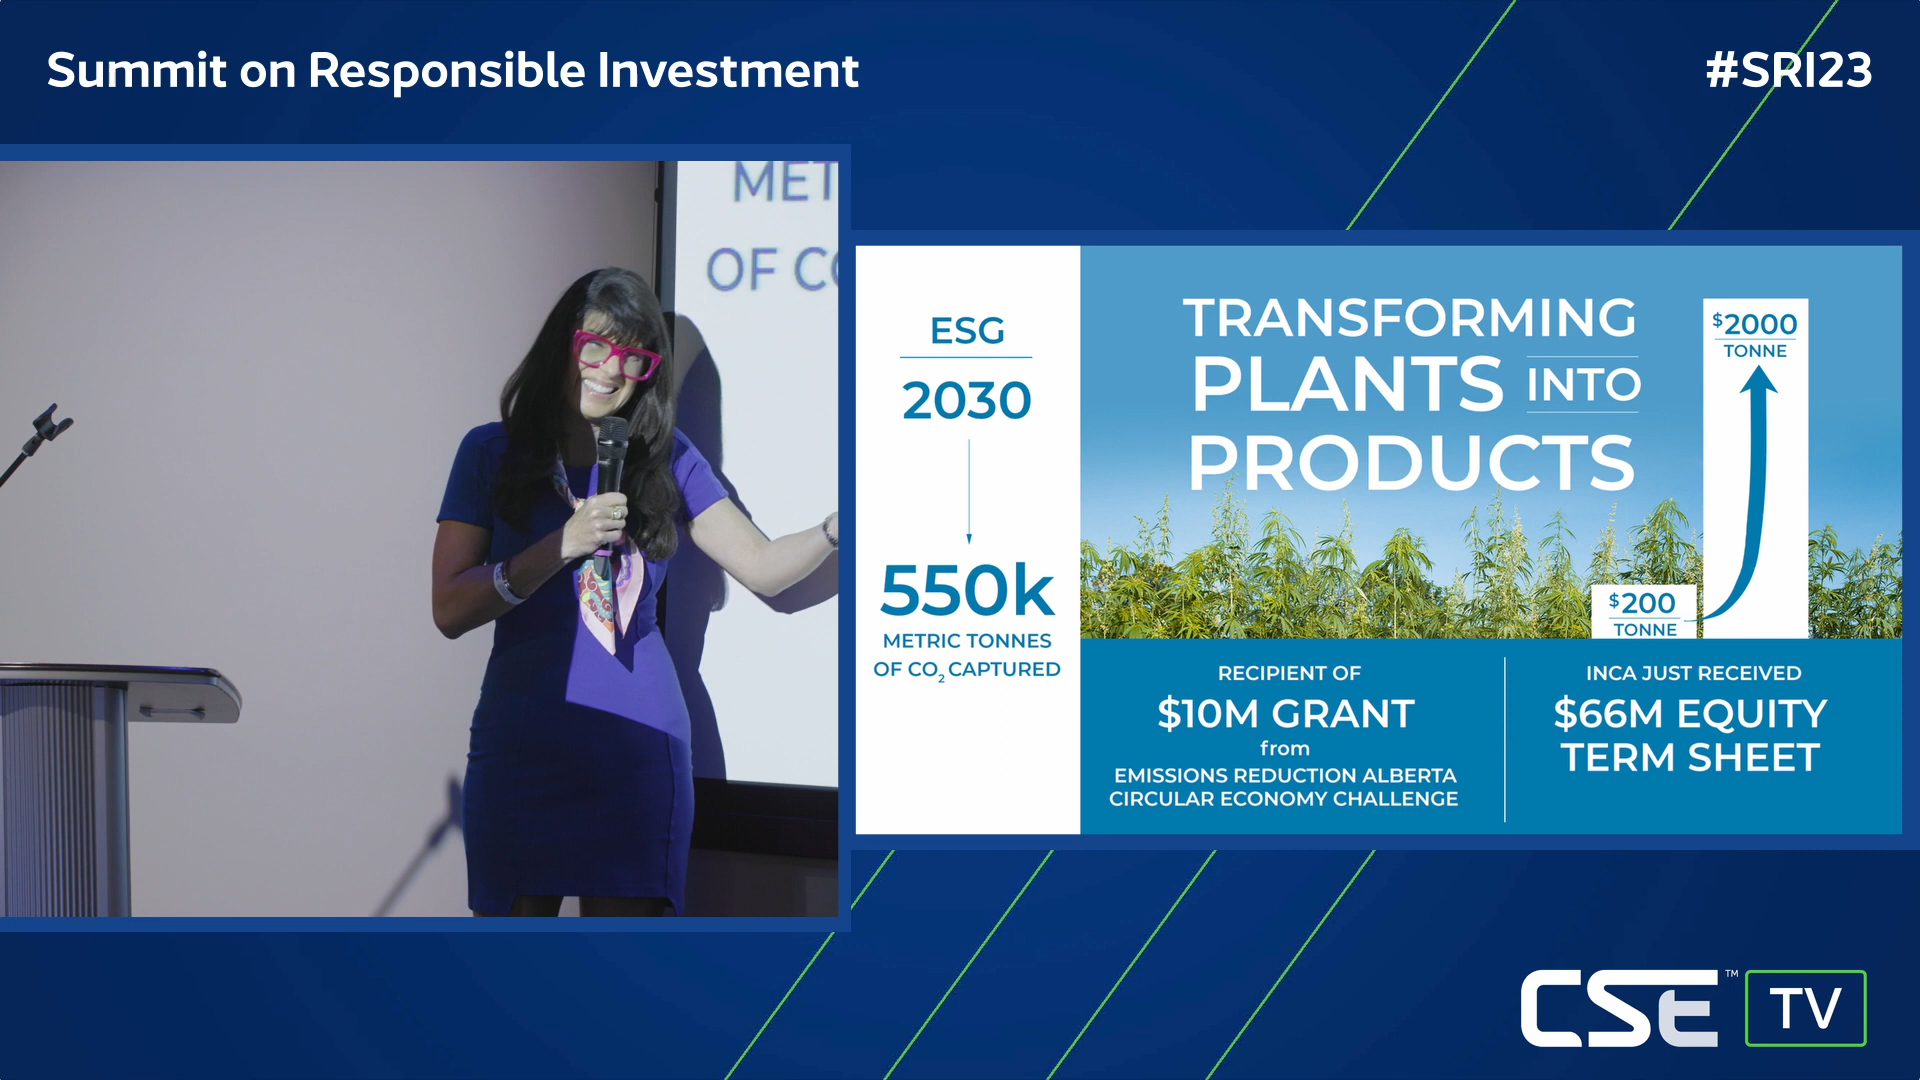 Summit on Responsible Investment
#SRI23
MET
OF CO
ESG
2030
550k
METRIC TONNES
OF CO₂ CAPTURED
TRANSFORMING
PLANTS INTO
PRODUCTS
$2000
TONNE
$200
TONNE
RECIPIENT OF
$10M GRANT
from
EMISSIONS REDUCTION ALBERTA
CIRCULAR ECONOMY CHALLENGE
INCA JUST RECEIVED
$66M EQUITY
TERM SHEET
CSE™ TV